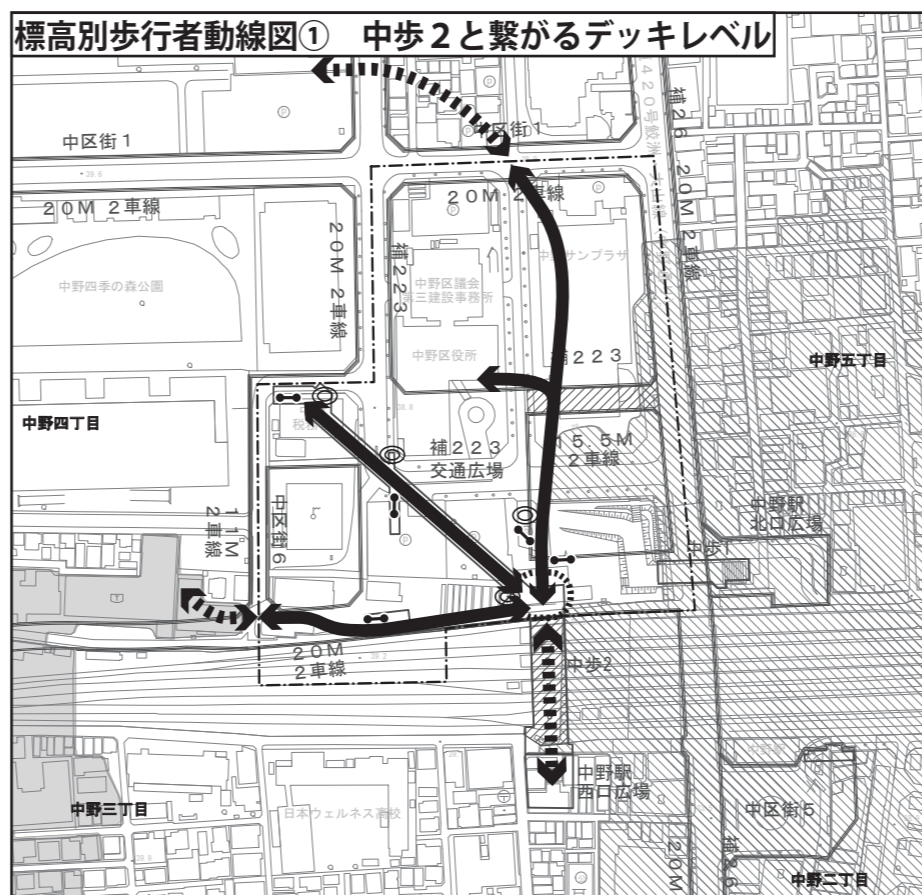 標高別歩行者動線図① 中歩2と繋がるデッキレベル
中区街1
中区街1
20M 2車線
20M 2車線
20M 2車線
補223
補26 20M 2車線
中野四季の森公園
中野区議会
第三建設事務所
中野サンプラザ
中野区役所
補223
中野五丁目
中野四丁目
補223
交通広場
15.5M
2車線
11M
2車線
中区街6
中野駅
北口広場
中歩1
20M
2車線
中歩2
中野駅
西口広場
中野三丁目
日本ウェルネス高校
中区街5
20M
補26
中野二丁目